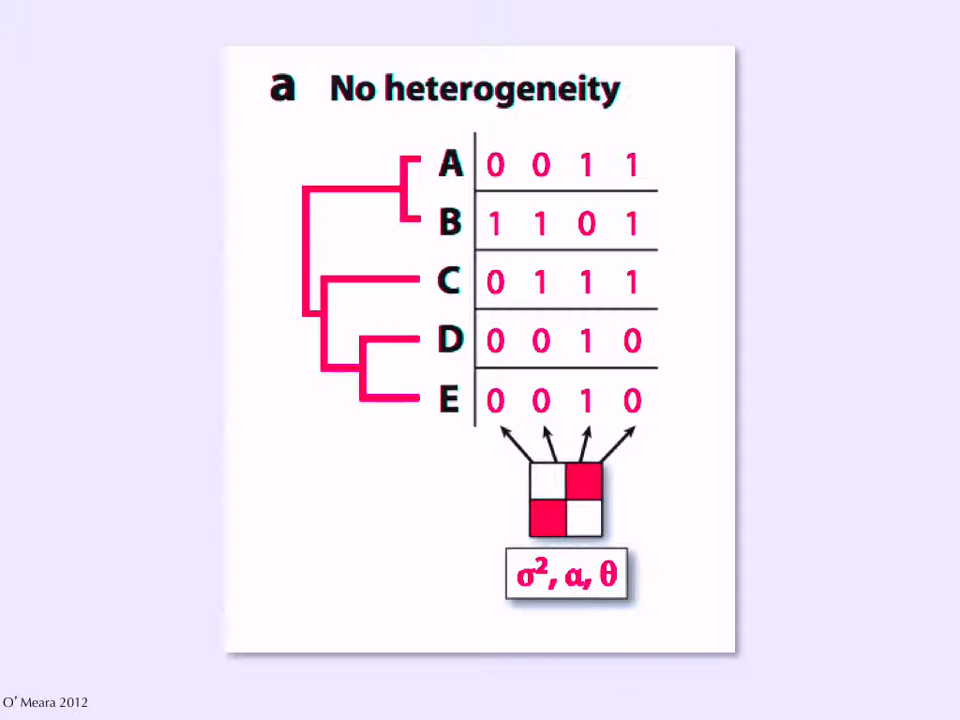 a No heterogeneity
A 0 0 1 1
B 1 1 0 1
C 0 1 1 1
D 0 0 1 0
E 0 0 1 0
σ², α, θ
O’ Meara 2012